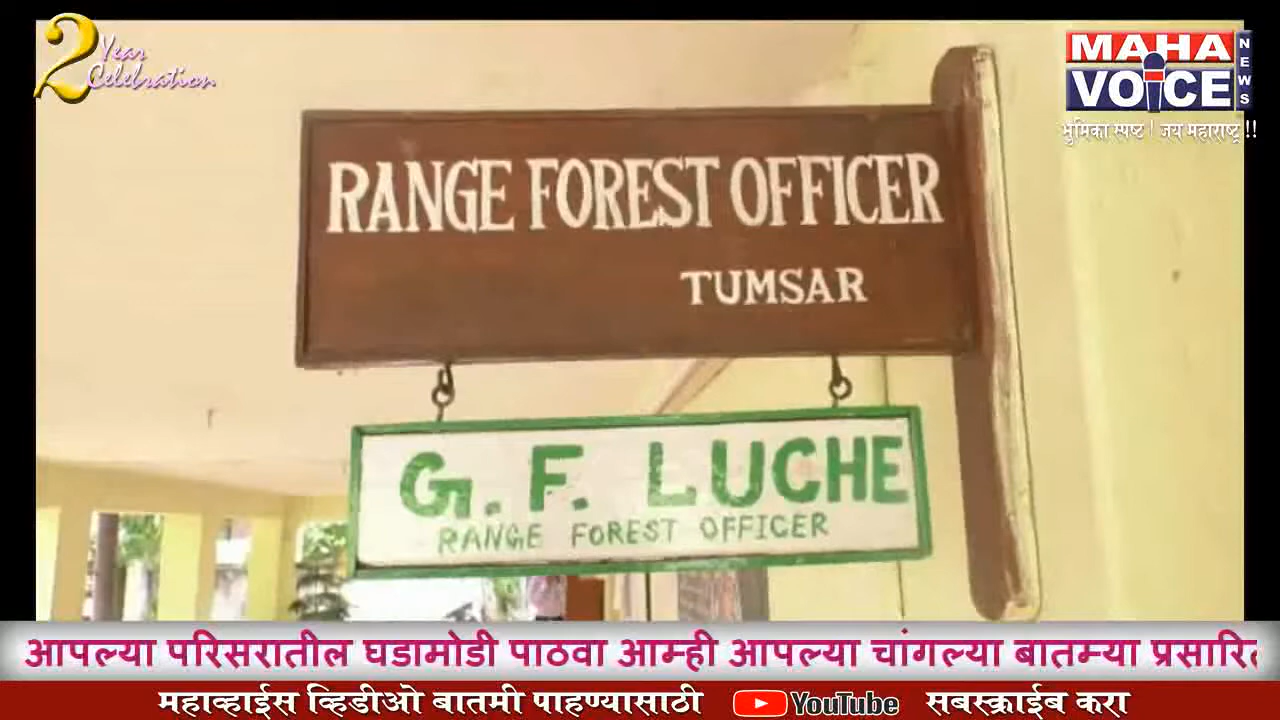 2 Year Celebration
MAHA VOICE NEWS
भुमिका स्पष्ट ! जय महाराष्ट्र !!
RANGE FOREST OFFICER
TUMSAR
G. F. LUCHE
RANGE FOREST OFFICER
आपल्या परिसरातील घडामोडी पाठवा आम्ही आपल्या चांगल्या बातम्या प्रसारित
महाव्हाईस व्हिडीओ बातमी पाहण्यासाठी YouTube सबस्क्राईब करा